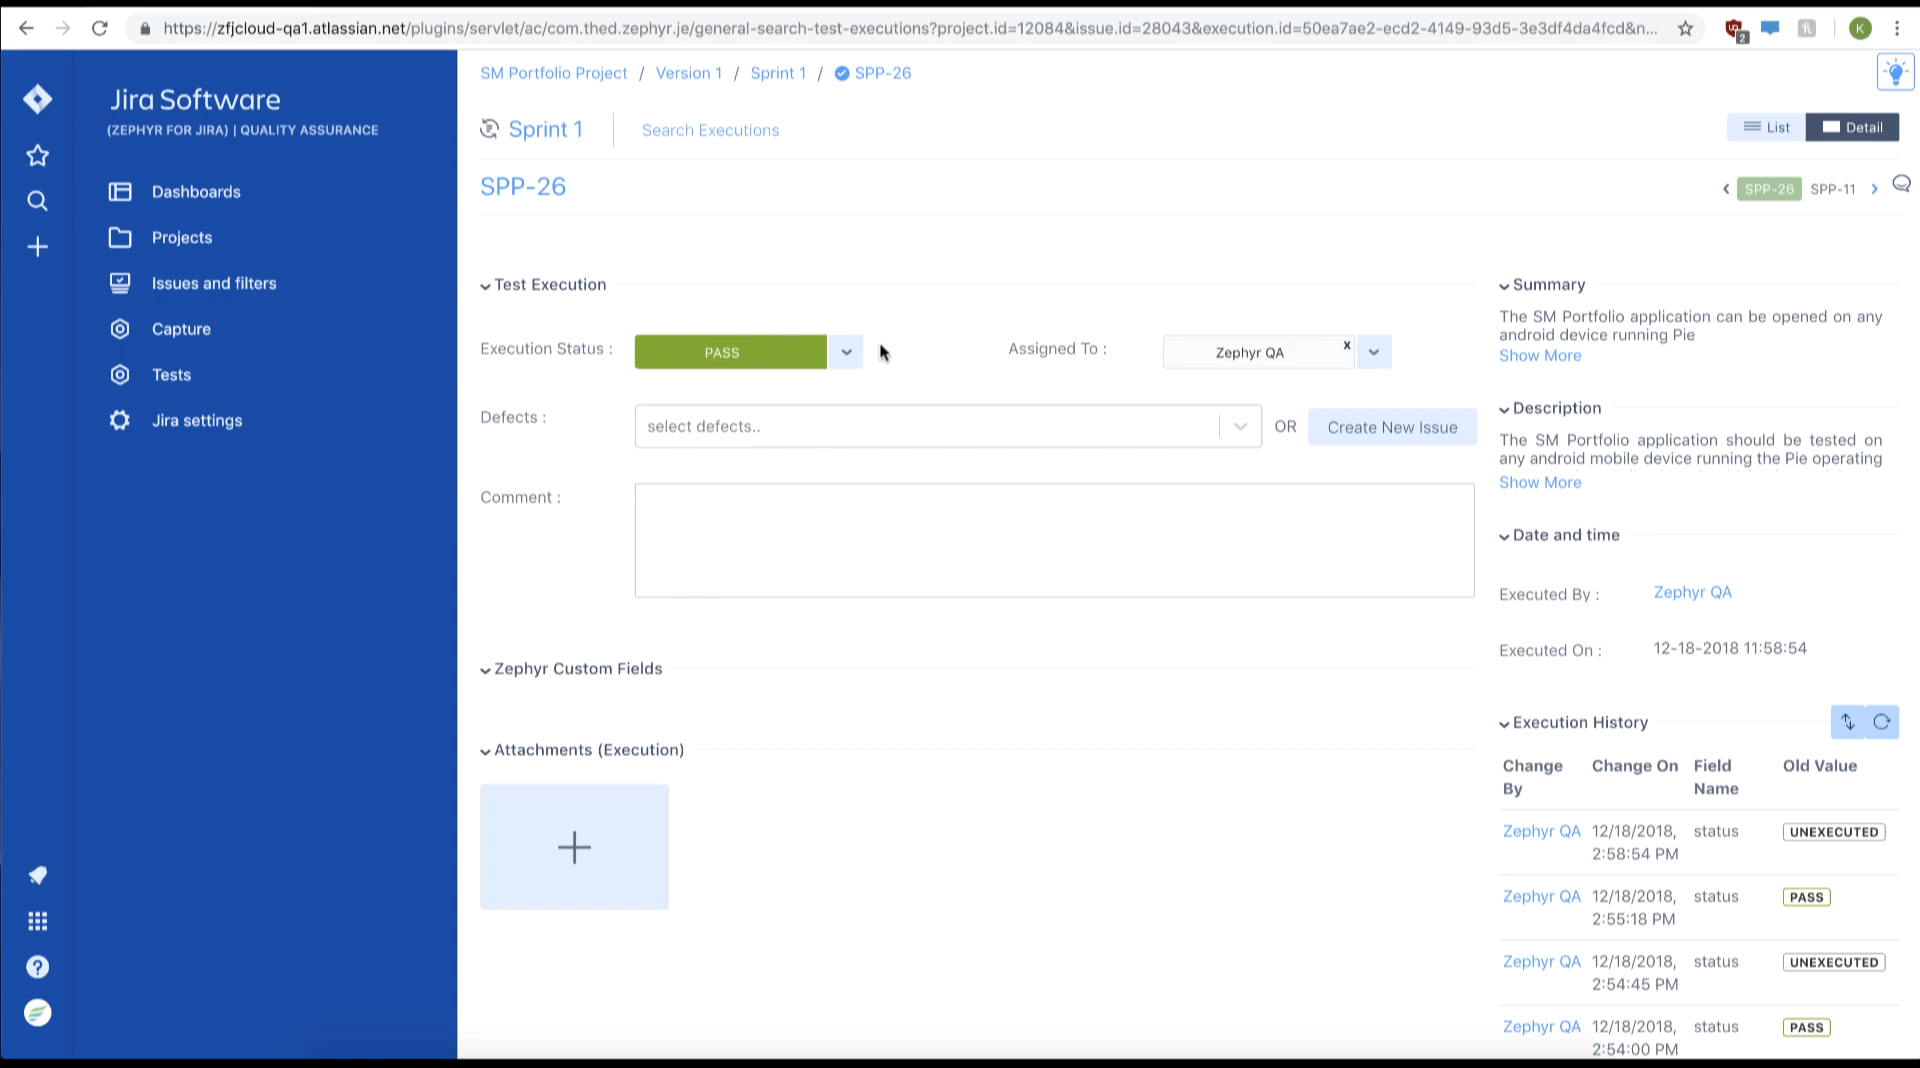 https://zfjcloud-qa1.atlassian.net/plugins/servlet/ac/com.thed.zephyr.je/general-search-test-executions?project.id=12084&issue.id=28043&execution.id=50ea7ae2-ecd2-4149-93d5-3e3df4da4fcd&n...
2
K
Jira Software
(ZEPHYR FOR JIRA) | QUALITY ASSURANCE
Dashboards
Projects
Issues and filters
Capture
Tests
Jira settings
SM Portfolio Project / Version 1 / Sprint 1 / SPP-26
Sprint 1
Search Executions
List
Detail
SPP-26
SPP-26 SPP-11
Test Execution
Execution Status :
PASS
Assigned To :
Zephyr QA
x
Defects :
select defects..
OR
Create New Issue
Comment :
Zephyr Custom Fields
Attachments (Execution)
Summary
The SM Portfolio application can be opened on any
android device running Pie
Show More
Description
The SM Portfolio application should be tested on
any android mobile device running the Pie operating
Show More
Date and time
Executed By :
Zephyr QA
Executed On :
12-18-2018 11:58:54
Execution History
Change By
Change On
Field Name
Old Value
Zephyr QA 12/18/2018, 2:58:54 PM status UNEXECUTED
Zephyr QA 12/18/2018, 2:55:18 PM status PASS
Zephyr QA 12/18/2018, 2:54:45 PM status UNEXECUTED
Zephyr QA 12/18/2018, 2:54:00 PM status PASS